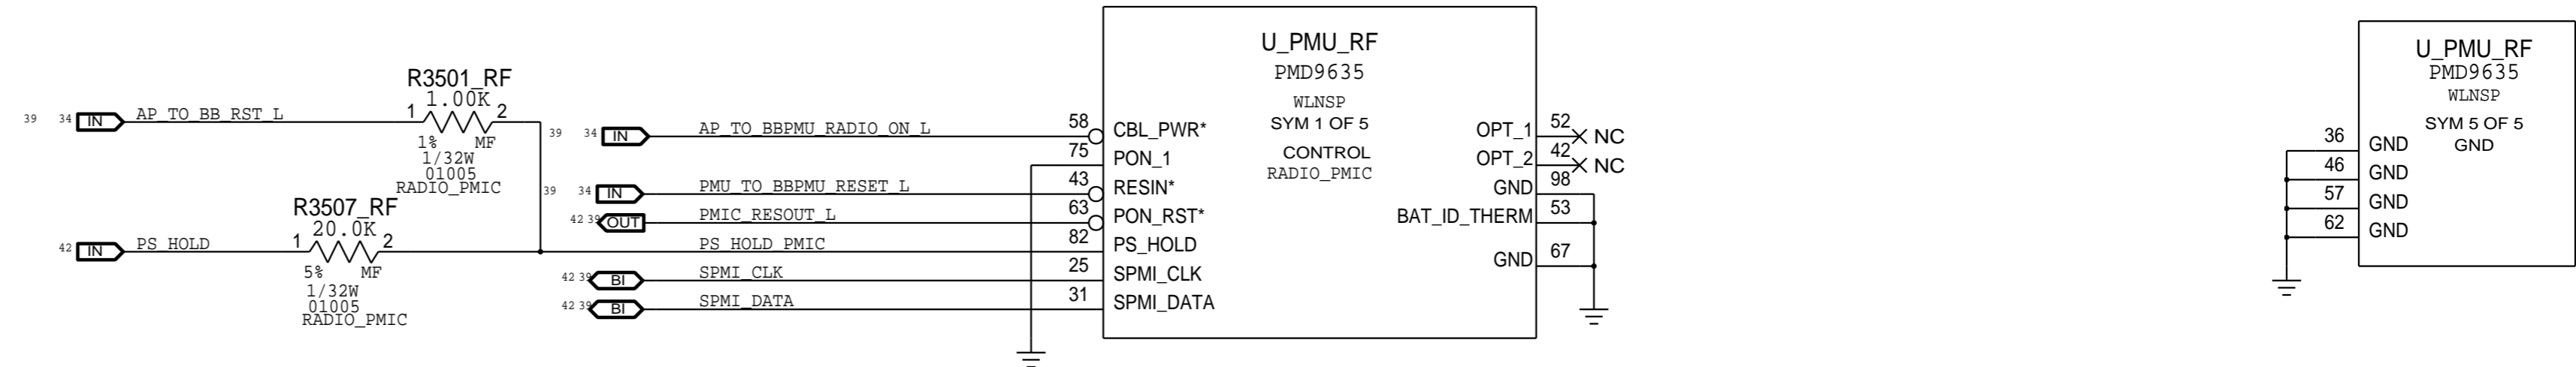 R3501_RF
1.00K
39 34 IN AP_TO_BB_RST_L 1 2
1% MF
1/32W
01005
RADIO_PMIC
R3507_RF
20.0K
42 IN PS_HOLD 1 2
5% MF
1/32W
01005
RADIO_PMIC
39 34 IN AP_TO_BBPMU_RADIO_ON_L 58 CBL_PWR*
75 PON_1
39 34 IN PMU_TO_BBPMU_RESET_L 43 RESIN*
42 39 OUT PMIC_RESOUT_L 63 PON_RST*
PS_HOLD_PMIC 82 PS_HOLD
42 39 BI SPMI_CLK 25 SPMI_CLK
42 39 BI SPMI_DATA 31 SPMI_DATA
U_PMU_RF
PMD9635
WLNSP
SYM 1 OF 5
CONTROL
RADIO_PMIC
OPT_1 52 NC
OPT_2 42 NC
GND 98
BAT_ID_THERM 53
GND 67
U_PMU_RF
PMD9635
WLNSP
SYM 5 OF 5
GND
36 GND
46 GND
57 GND
62 GND